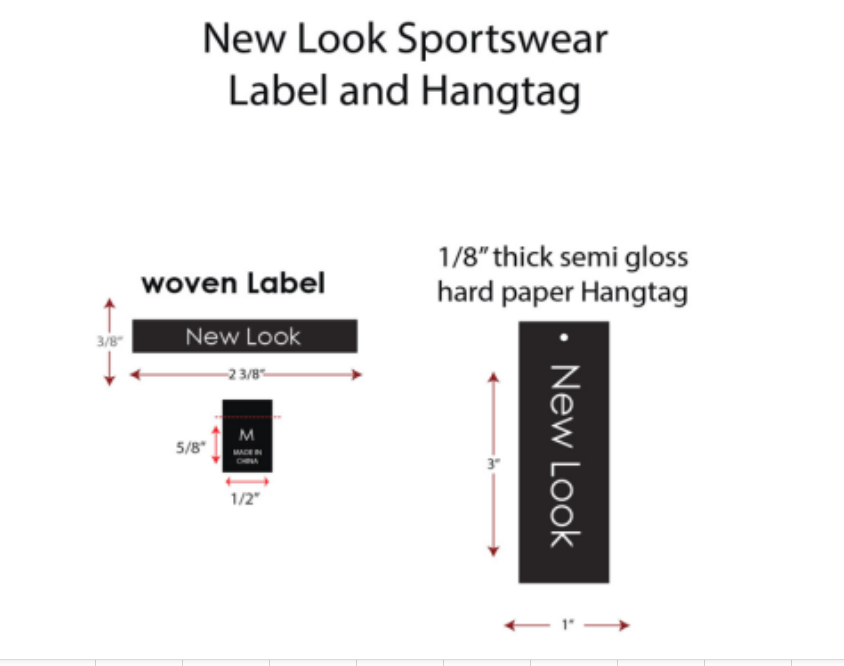 New Look Sportswear
Label and Hangtag
woven Label
3/8"
New Look
2 3/8"
5/8"
M
MADE IN
CHINA
1/2"
1/8" thick semi gloss
hard paper Hangtag
New Look
3"
1"